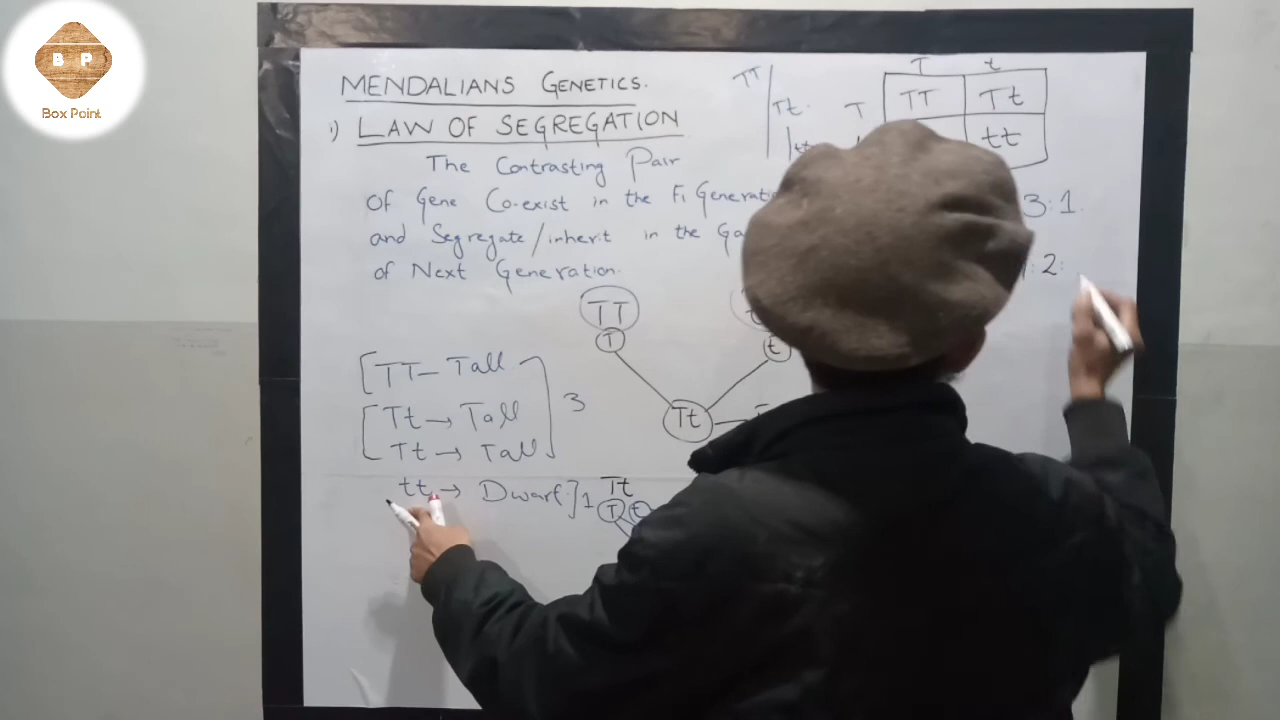 B P
Box Point
MENDALIANS GENETICS.
1) LAW OF SEGREGATION
The Contrasting Pair
Of Gene Co-exist in the F1
and Segregate/inherit in the
of Next Generation.
TT
Tt.
tt
T t
T TT Tt
tt
3:1.
:2:
TT
T
t
Tt
TT- Tall
Tt → Tall
Tt → Tall
3
tt → Dwarf.] 1
Tt
T t